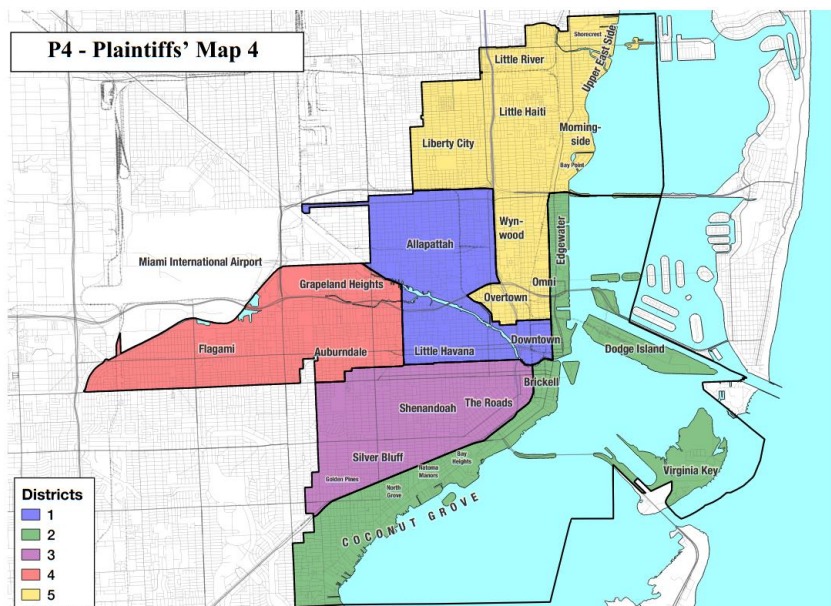 P4 - Plaintiffs' Map 4
Shorecrest
Upper East Side
Little River
Little Haiti
Morning-
side
Liberty City
Bay Point
Wyn-
wood
Edgewater
Allapattah
Miami International Airport
Grapeland Heights
Omni
Overtown
Flagami
Auburndale
Little Havana
Downtown
Dodge Island
Brickell
Shenandoah
The Roads
Silver Bluff
Bay
Heights
Natoma
Manors
Virginia Key
Golden Pines
North
Grove
COCONUT GROVE
Districts
1
2
3
4
5